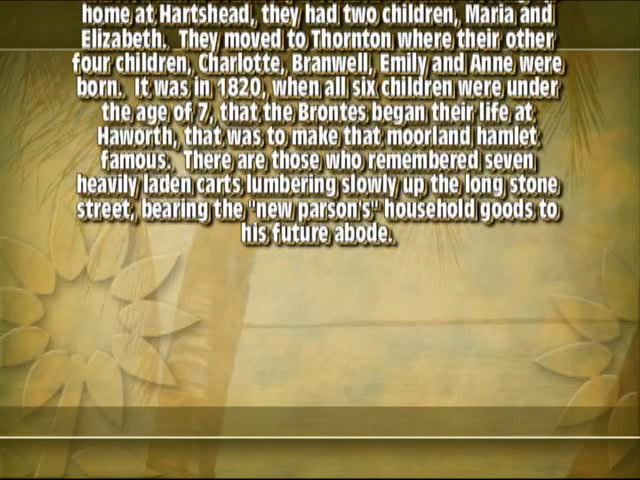 home at Hartshead, they had two children, Maria and
Elizabeth. They moved to Thornton where their other
four children, Charlotte, Branwell, Emily and Anne were
born. It was in 1820, when all six children were under
the age of 7, that the Brontes began their life at
Haworth, that was to make that moorland hamlet
famous. There are those who remembered seven
heavily laden carts lumbering slowly up the long stone
street, bearing the "new parson's" household goods to
his future abode.